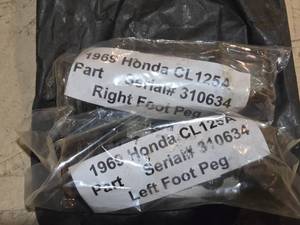 1969 Honda CL125A
Part Serial# 310634
Right Foot Peg
1969 Honda CL125A
Part Serial# 310634
Left Foot Peg